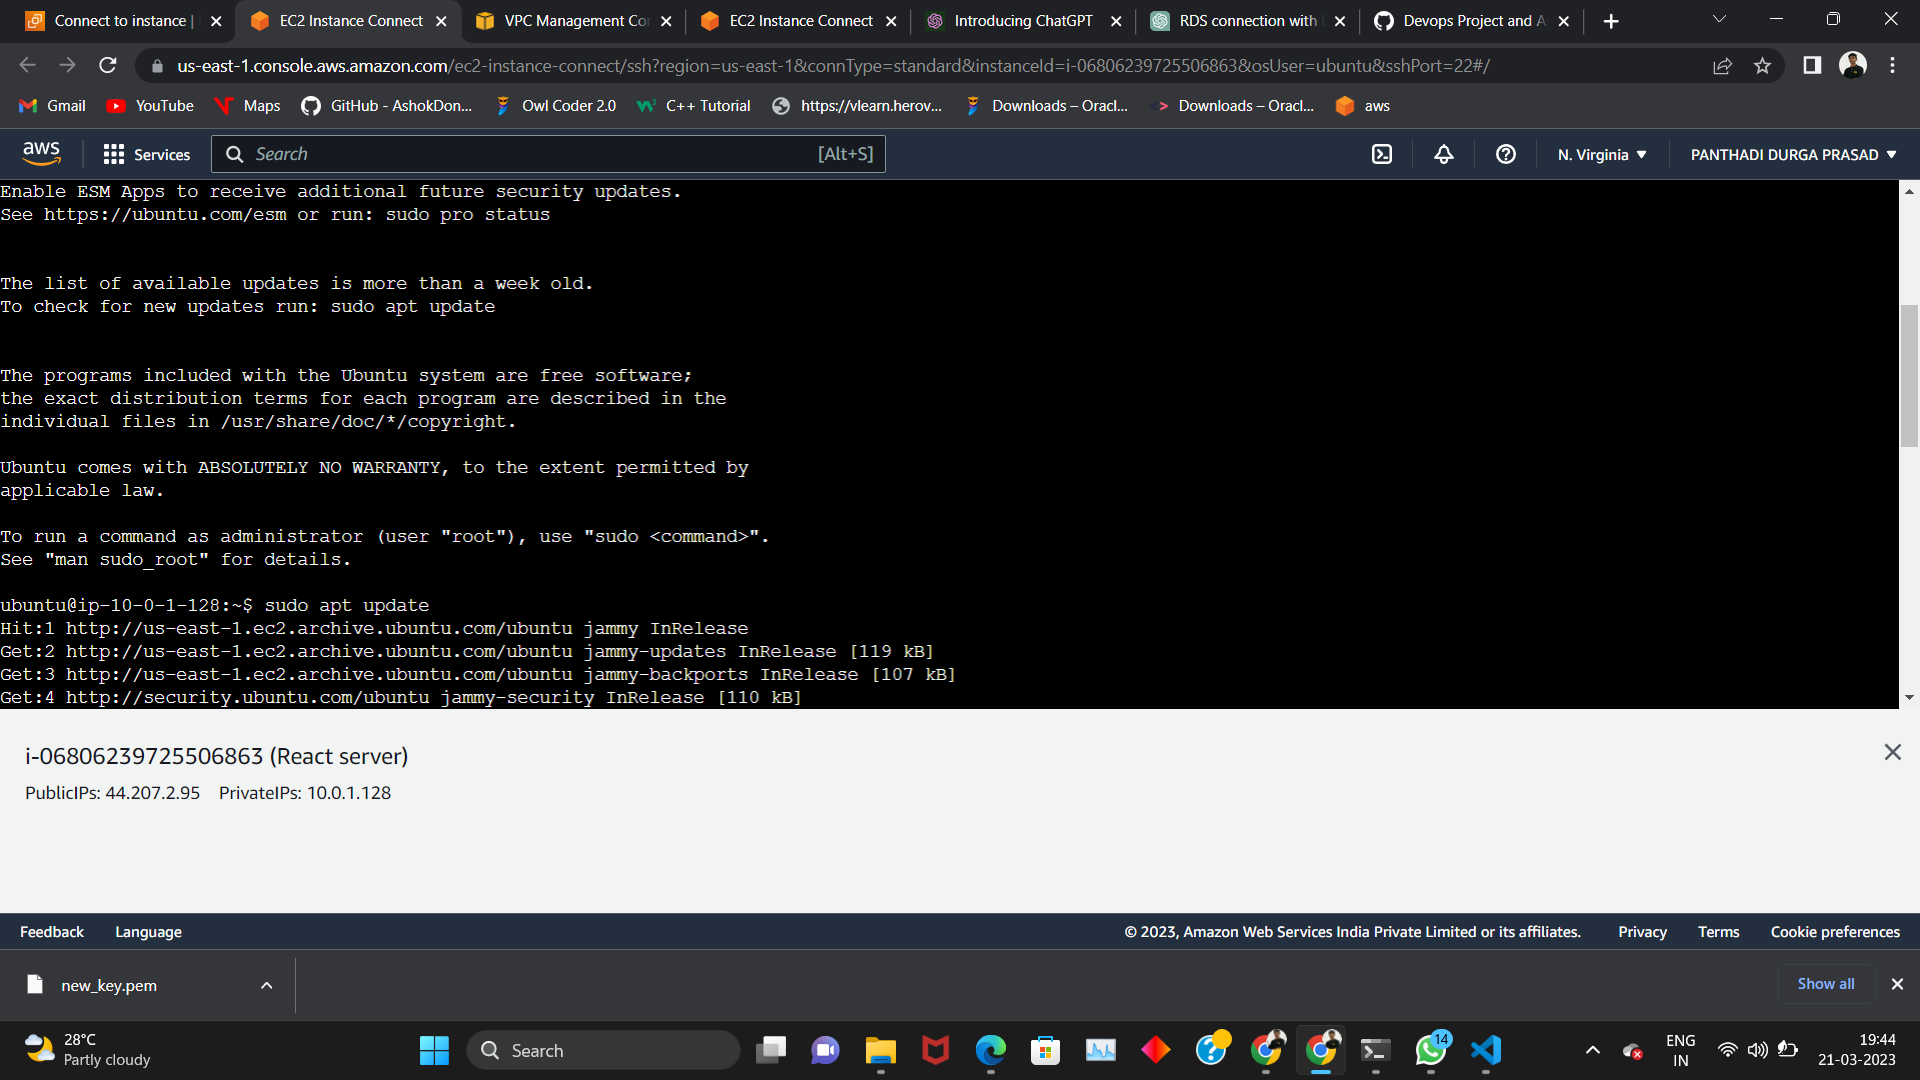 Connect to instance |
EC2 Instance Connect
VPC Management Co
EC2 Instance Connect
Introducing ChatGPT
RDS connection with
Devops Project and A
us-east-1.console.aws.amazon.com/ec2-instance-connect/ssh?region=us-east-1&connType=standard&instanceId=i-06806239725506863&osUser=ubuntu&sshPort=22#/
Gmail
YouTube
Maps
GitHub - AshokDon...
Owl Coder 2.0
C++ Tutorial
https://vlearn.herov...
Downloads – Oracl...
Downloads – Oracl...
aws
aws
Services
Search
[Alt+S]
N. Virginia
PANTHADI DURGA PRASAD
Enable ESM Apps to receive additional future security updates.
See https://ubuntu.com/esm or run: sudo pro status
The list of available updates is more than a week old.
To check for new updates run: sudo apt update
The programs included with the Ubuntu system are free software;
the exact distribution terms for each program are described in the
individual files in /usr/share/doc/*/copyright.
Ubuntu comes with ABSOLUTELY NO WARRANTY, to the extent permitted by
applicable law.
To run a command as administrator (user "root"), use "sudo <command>".
See "man sudo_root" for details.
ubuntu@ip-10-0-1-128:~$ sudo apt update
Hit:1 http://us-east-1.ec2.archive.ubuntu.com/ubuntu jammy InRelease
Get:2 http://us-east-1.ec2.archive.ubuntu.com/ubuntu jammy-updates InRelease [119 kB]
Get:3 http://us-east-1.ec2.archive.ubuntu.com/ubuntu jammy-backports InRelease [107 kB]
Get:4 http://security.ubuntu.com/ubuntu jammy-security InRelease [110 kB]
i-06806239725506863 (React server)
PublicIPs: 44.207.2.95 PrivateIPs: 10.0.1.128
Feedback
Language
© 2023, Amazon Web Services India Private Limited or its affiliates.
Privacy
Terms
Cookie preferences
new_key.pem
Show all
28°C
Partly cloudy
Search
14
ENG
IN
19:44
21-03-2023